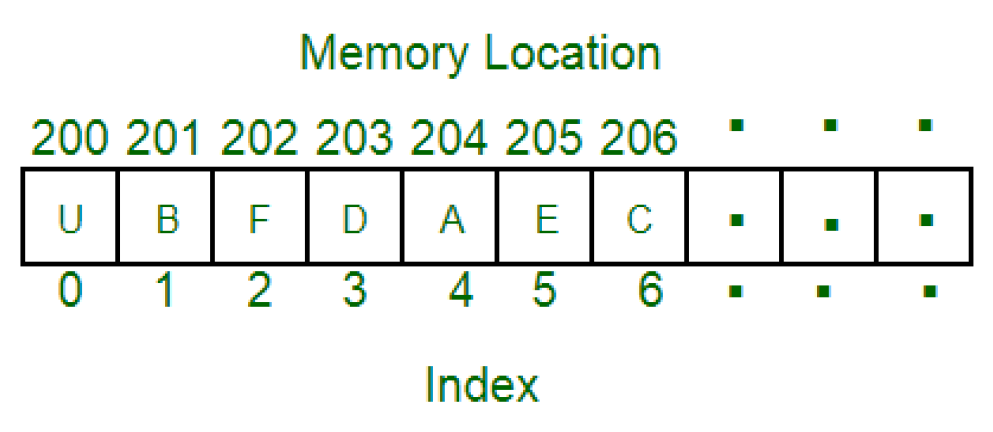 Memory Location
200 201 202 203 204 205 206 . . .
U B F D A E C . . .
0 1 2 3 4 5 6 . . .
Index